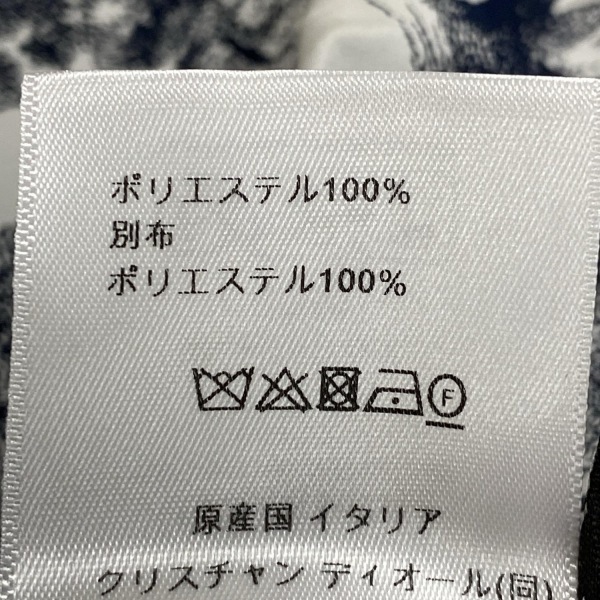 ポリエステル100%
別布
ポリエステル100%
F
原産国 イタリア
クリスチャン ディオール(同)